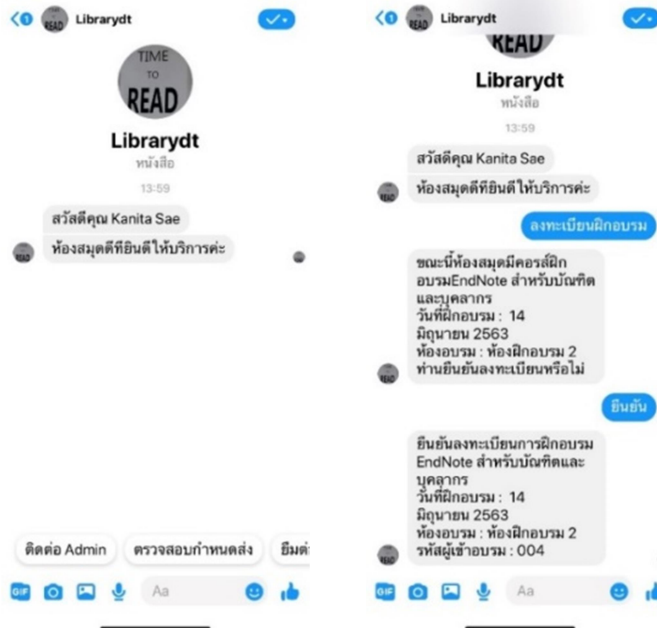 Librarydt
TIME
TO
READ
Librarydt
หนังสือ
13:59
สวัสดีคุณ Kanita Sae
ห้องสมุดดีทียินดีให้บริการค่ะ
ติดต่อ Admin
ตรวจสอบกำหนดส่ง
GIF
Aa
1
Librarydt
READ
Librarydt
หนังสือ
13:59
สวัสดีคุณ Kanita Sae
ห้องสมุดดีทียินดีให้บริการค่ะ
ลงทะเบียนฝึกอบรม
ขณะนี้ห้องสมุดมีคอร์สฝึก
อบรมEndNote สำหรับบัณฑิต
และบุคลากร
วันที่ฝึกอบรม : 14
มิถุนายน 2563
ห้องอบรม : ห้องฝึกอบรม 2
ท่านยืนยันลงทะเบียนหรือไม่
ยืนยัน
ยืนยันลงทะเบียนการฝึกอบรม
EndNote สำหรับบัณฑิตและ
บุคลากร
วันที่ฝึกอบรม : 14
มิถุนายน 2563
ห้องอบรม : ห้องฝึกอบรม 2
รหัสผู้เข้าอบรม : 004
GIF
Aa